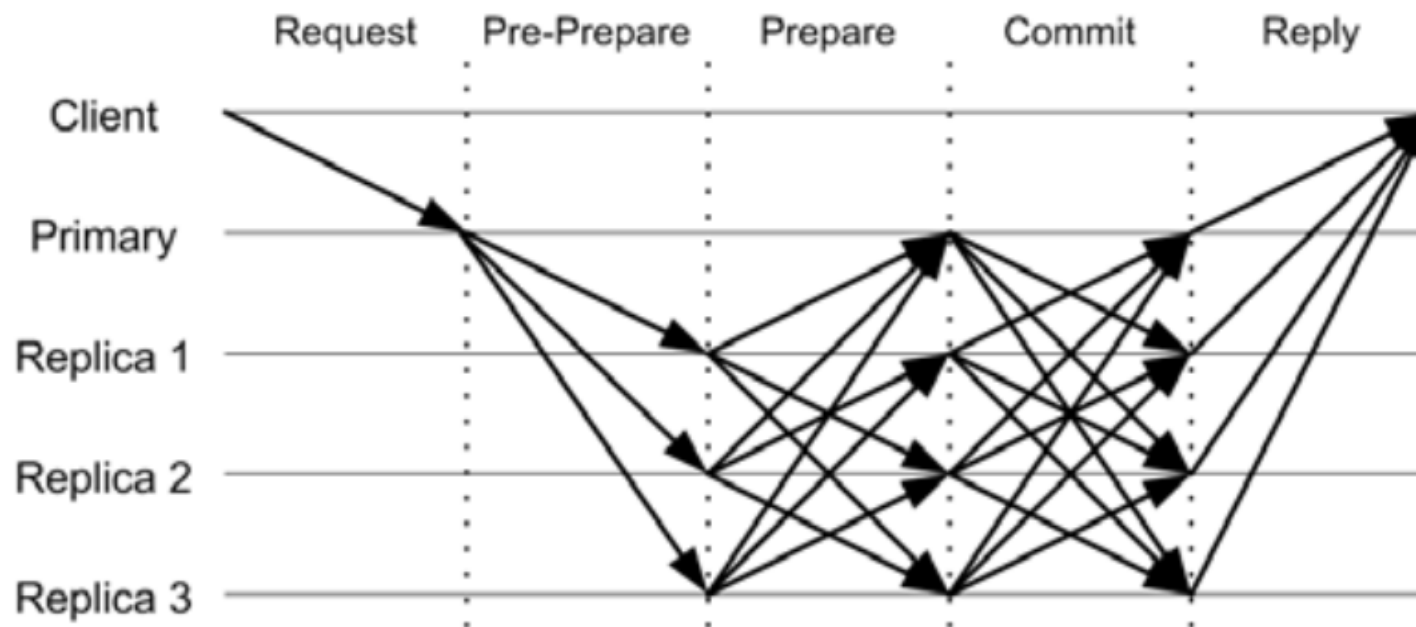 Request Pre-Prepare Prepare Commit Reply
Client
Primary
Replica 1
Replica 2
Replica 3